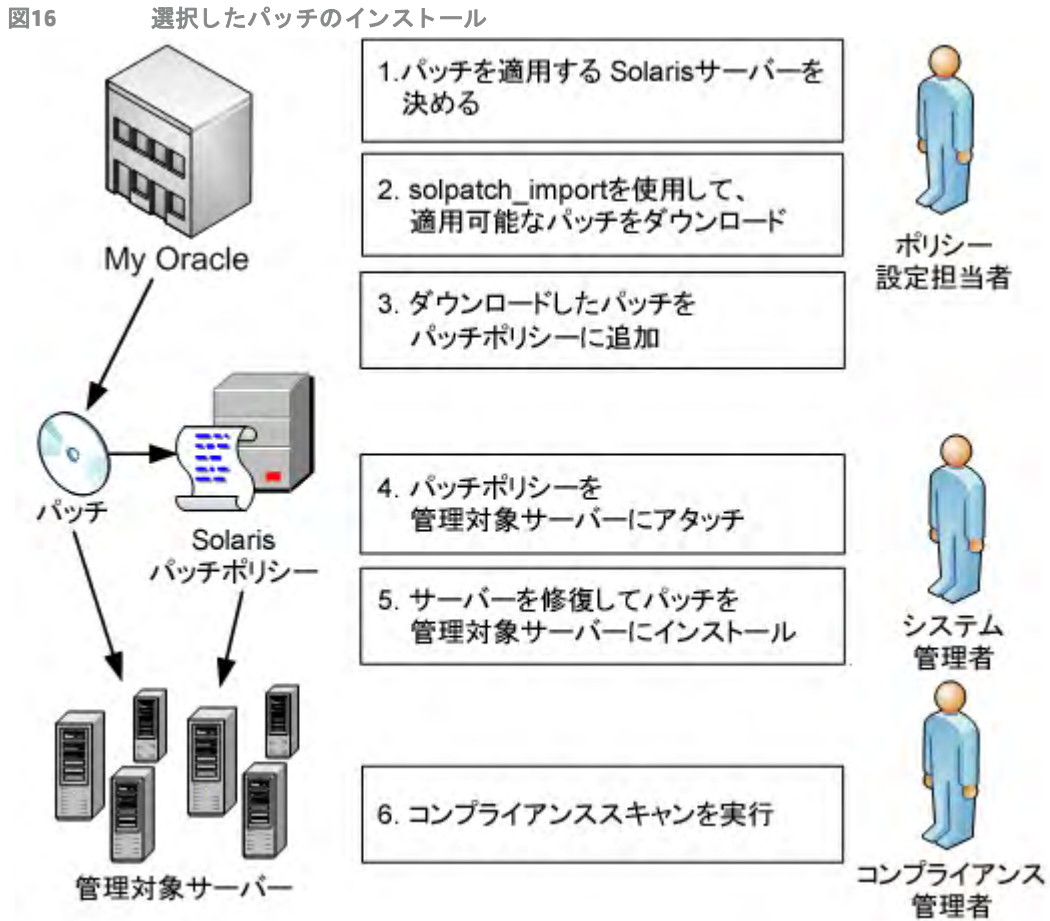 図16 選択したパッチのインストール
My Oracle
パッチ
Solaris
パッチポリシー
管理対象サーバー
1.パッチを適用する Solarisサーバーを
決める
2. solpatch_importを使用して、
適用可能なパッチをダウンロード
3. ダウンロードしたパッチを
パッチポリシーに追加
ポリシー
設定担当者
4. パッチポリシーを
管理対象サーバーにアタッチ
5. サーバーを修復してパッチを
管理対象サーバーにインストール
システム
管理者
6. コンプライアンススキャンを実行
コンプライアンス
管理者